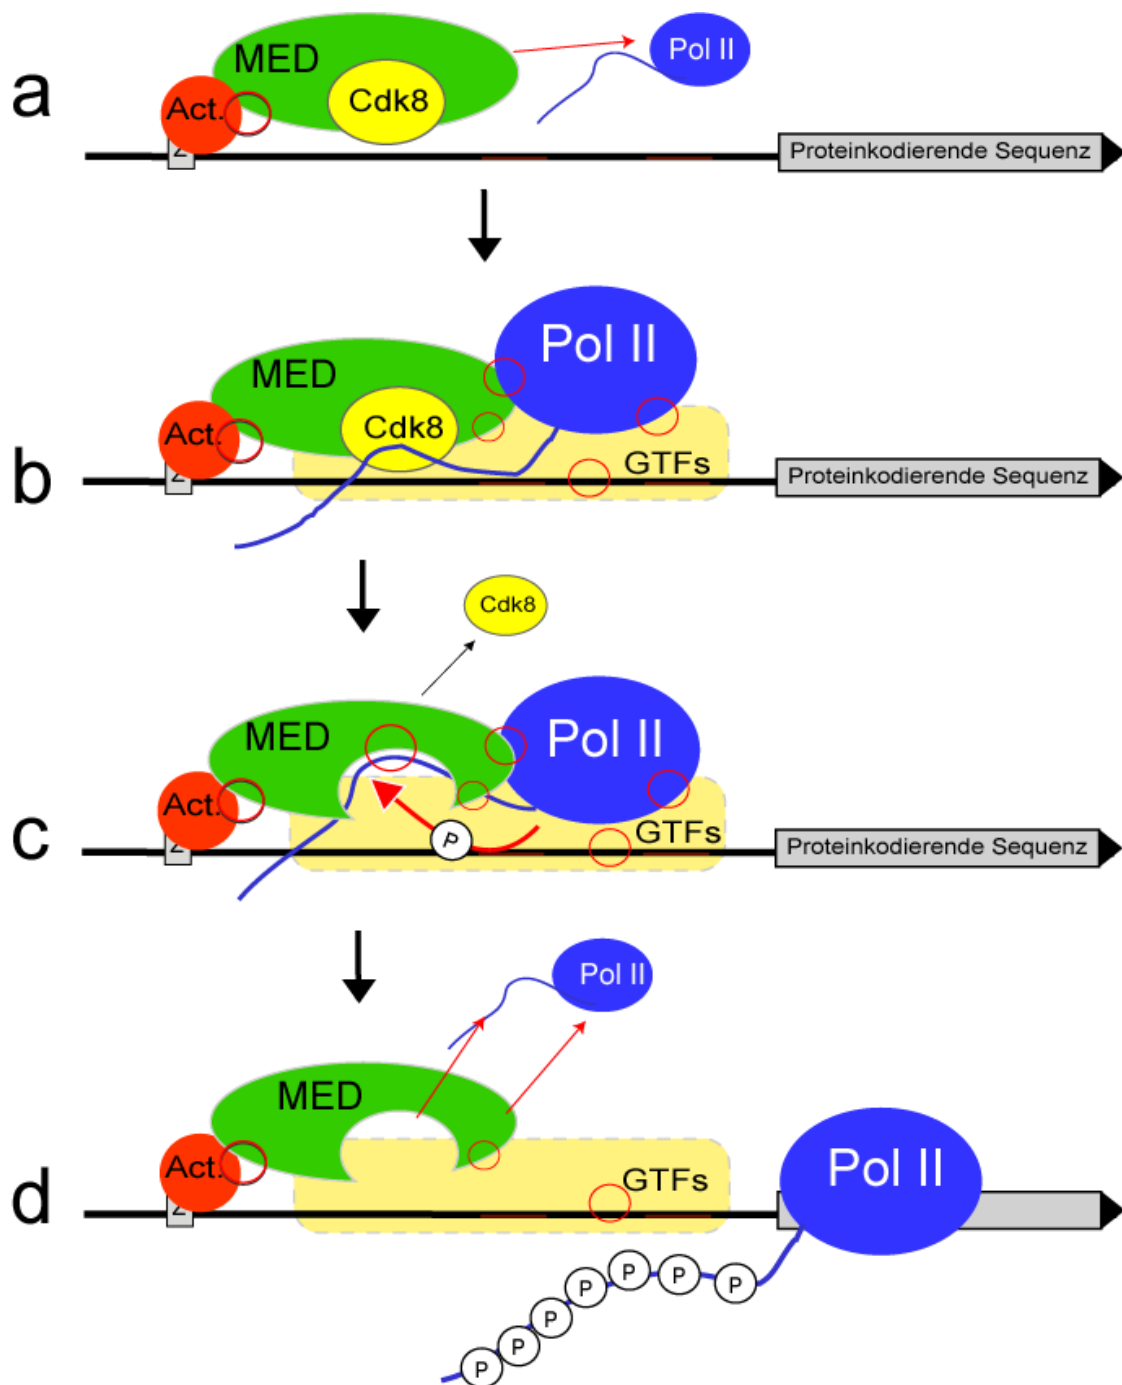 a
MED
Cdk8
Act.
Pol II
Proteinkodierende Sequenz
b
MED
Cdk8
Act.
Pol II
GTFs
Proteinkodierende Sequenz
Cdk8
c
MED
Act.
Pol II
P
GTFs
Proteinkodierende Sequenz
Pol II
d
MED
Act.
GTFs
Pol II
P
P
P
P
P
P
P